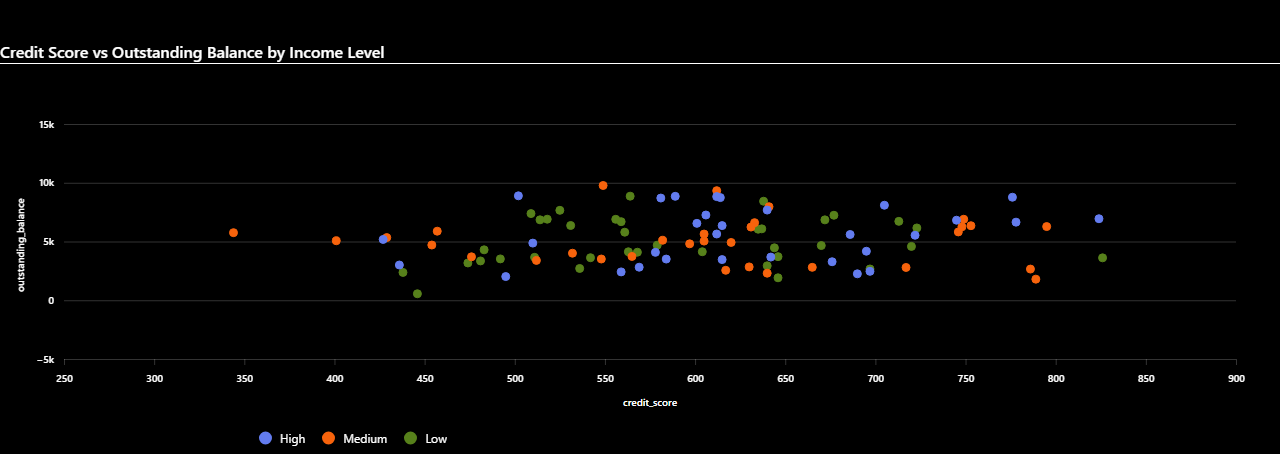 Credit Score vs Outstanding Balance by Income Level
15k
10k
5k
0
−5k
outstanding_balance
250 300 350 400 450 500 550 600 650 700 750 800 850 900
credit_score
High Medium Low